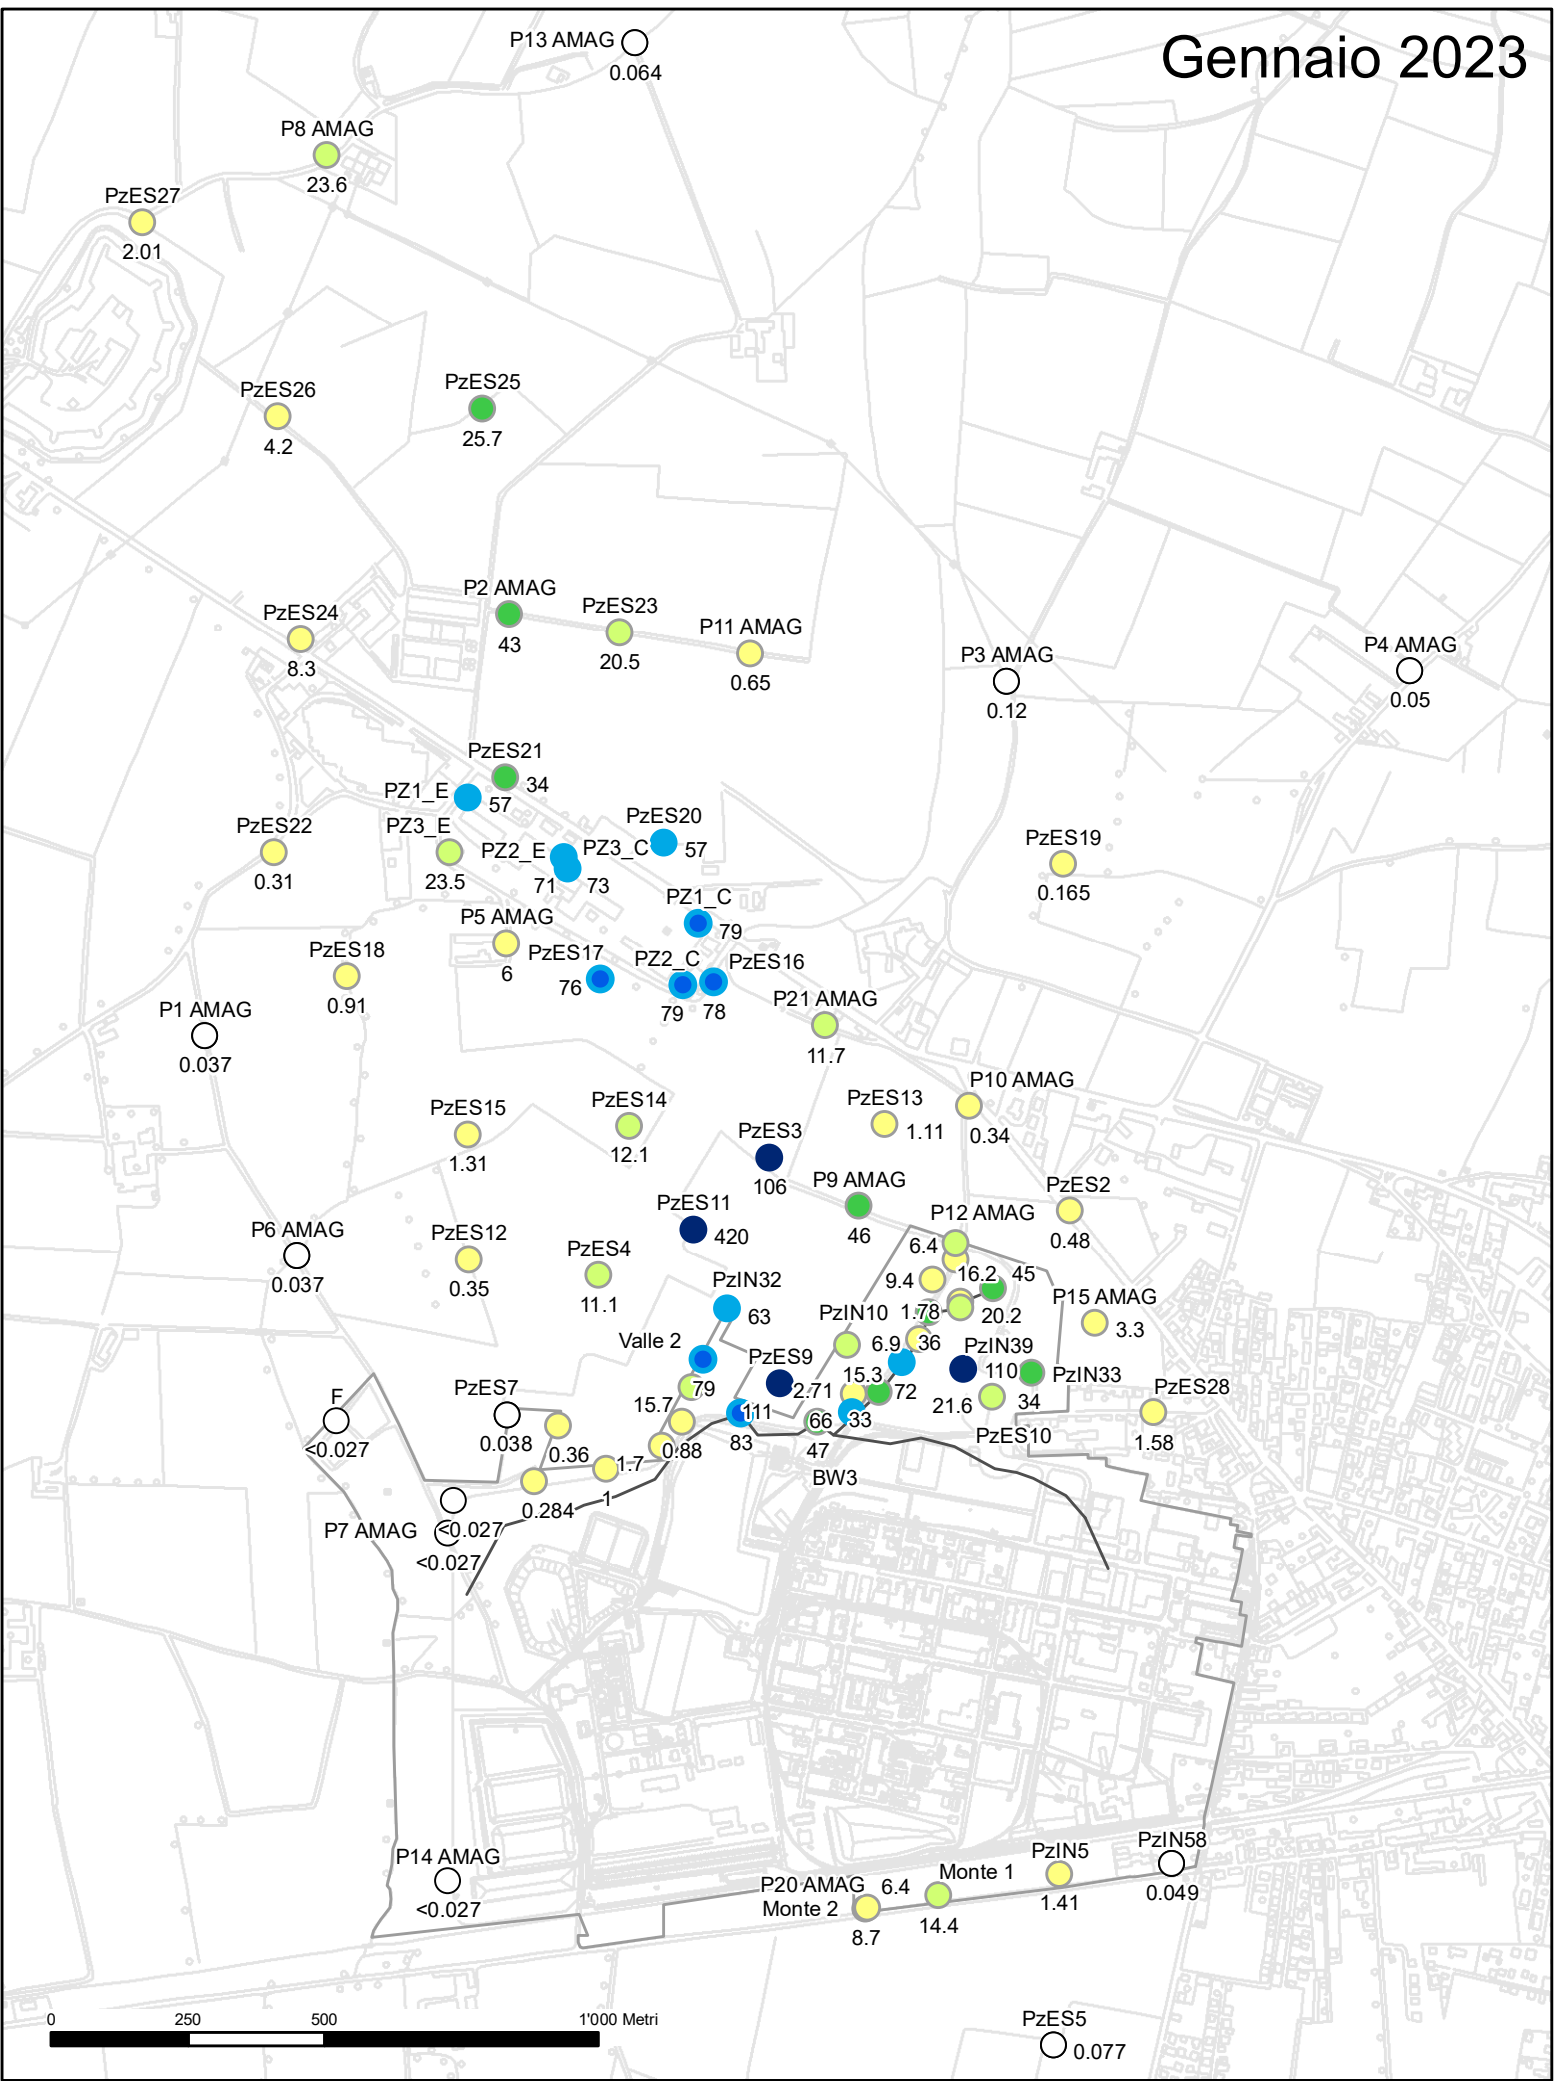 Gennaio 2023
P13 AMAG
0.064
P8 AMAG
23.6
PzES27
2.01
PzES26
4.2
PzES25
25.7
P2 AMAG
43
PzES23
20.5
P11 AMAG
0.65
PzES24
8.3
P3 AMAG
0.12
P4 AMAG
0.05
PzES21
34
PZ1_E
57
PzES20
57
PzES22
0.31
PZ3_E
23.5
PZ2_E
71
PZ3_C
73
PzES19
0.165
PZ1_C
79
P5 AMAG
6
PzES17
76
PZ2_C
79
PzES16
78
PzES18
0.91
P21 AMAG
11.7
P1 AMAG
0.037
P10 AMAG
0.34
PzES13
1.11
PzES15
1.31
PzES14
12.1
PzES3
106
P9 AMAG
46
PzES2
0.48
P12 AMAG
6.4
PzES11
420
P6 AMAG
0.037
PzES12
0.35
PzES4
11.1
9.4
16.2
45
PzIN32
63
1.78
20.2
P15 AMAG
3.3
PzIN10
6.9
36
Valle 2
79
PzES9
2.71
15.3
72
PzIN39
110
PzIN33
34
21.6
PzES10
PzES28
1.58
F
<0.027
PzES7
0.038
15.7
111
83
66
33
47
BW3
0.36
0.88
1.7
0.284
1
P7 AMAG
<0.027
<0.027
P14 AMAG
<0.027
P20 AMAG
6.4
Monte 2
8.7
Monte 1
14.4
PzIN5
1.41
PzIN58
0.049
PzES5
0.077
0
250
500
1'000 Metri